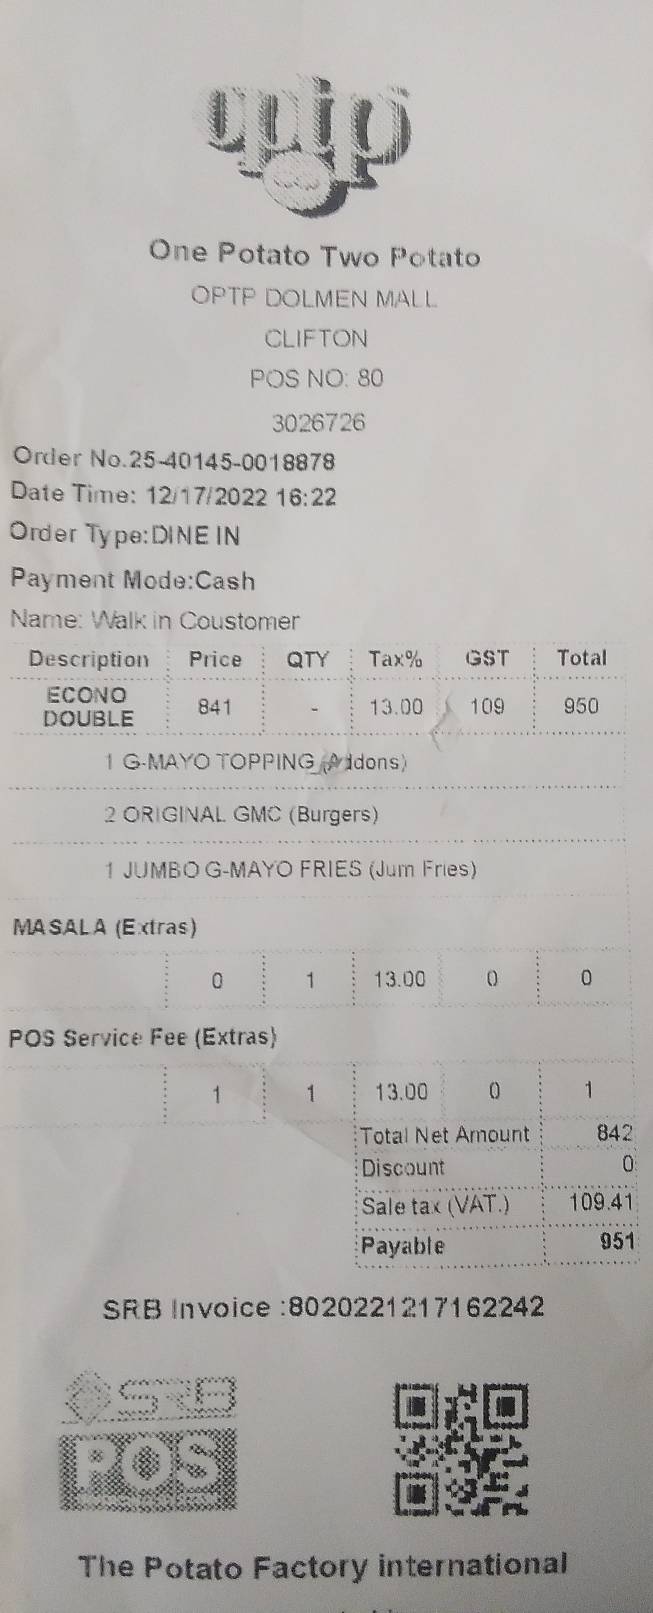 optp
One Potato Two Potato
OPTP DOLMEN MALL
CLIFTON
POS NO: 80
3026726
Order No.25-40145-0018878
Date Time: 12/17/2022 16:22
Order Type:DINE IN
Payment Mode:Cash
Name: Walk in Coustomer
Description Price QTY Tax% GST Total
ECONO DOUBLE 841 - 13.00 109 950
1 G-MAYO TOPPING (Addons)
2 ORIGINAL GMC (Burgers)
1 JUMBO G-MAYO FRIES (Jum Fries)
MASALA (Extras)
0 1 13.00 0 0
POS Service Fee (Extras)
1 1 13.00 0 1
Total Net Amount 842
Discount 0
Sale tax (VAT.) 109.41
Payable 951
SRB Invoice :8020221217162242
SRB
POS
The Potato Factory international